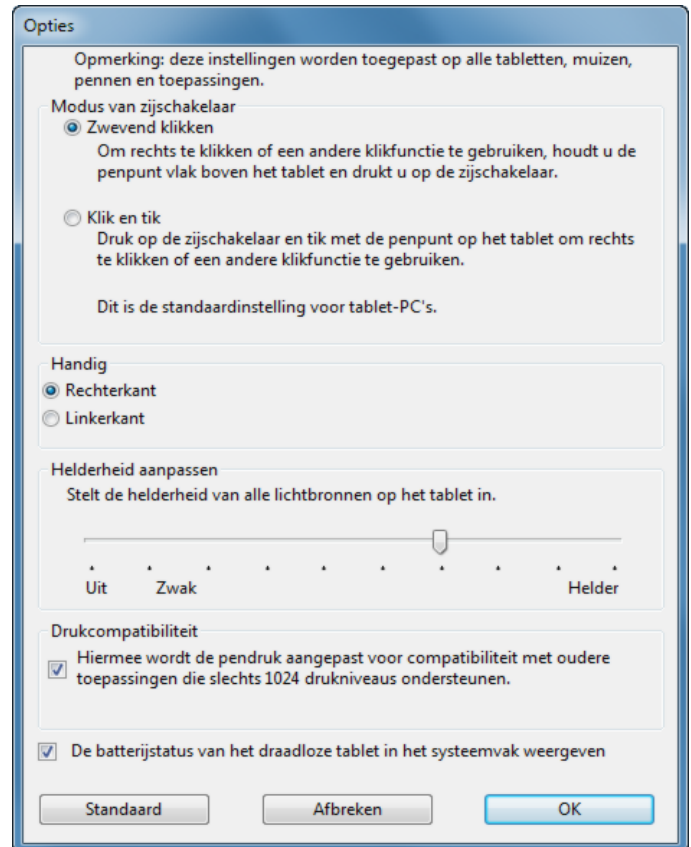 Opties
Opmerking: deze instellingen worden toegepast op alle tabletten, muizen,
pennen en toepassingen.
Modus van zijschakelaar
Zwevend klikken
Om rechts te klikken of een andere klikfunctie te gebruiken, houdt u de
penpunt vlak boven het tablet en drukt u op de zijschakelaar.
Klik en tik
Druk op de zijschakelaar en tik met de penpunt op het tablet om rechts
te klikken of een andere klikfunctie te gebruiken.
Dit is de standaardinstelling voor tablet-PC's.
Handig
Rechterkant
Linkerkant
Helderheid aanpassen
Stelt de helderheid van alle lichtbronnen op het tablet in.
Uit Zwak Helder
Drukcompatibiliteit
Hiermee wordt de pendruk aangepast voor compatibiliteit met oudere
toepassingen die slechts 1024 drukniveaus ondersteunen.
De batterijstatus van het draadloze tablet in het systeemvak weergeven
Standaard Afbreken OK